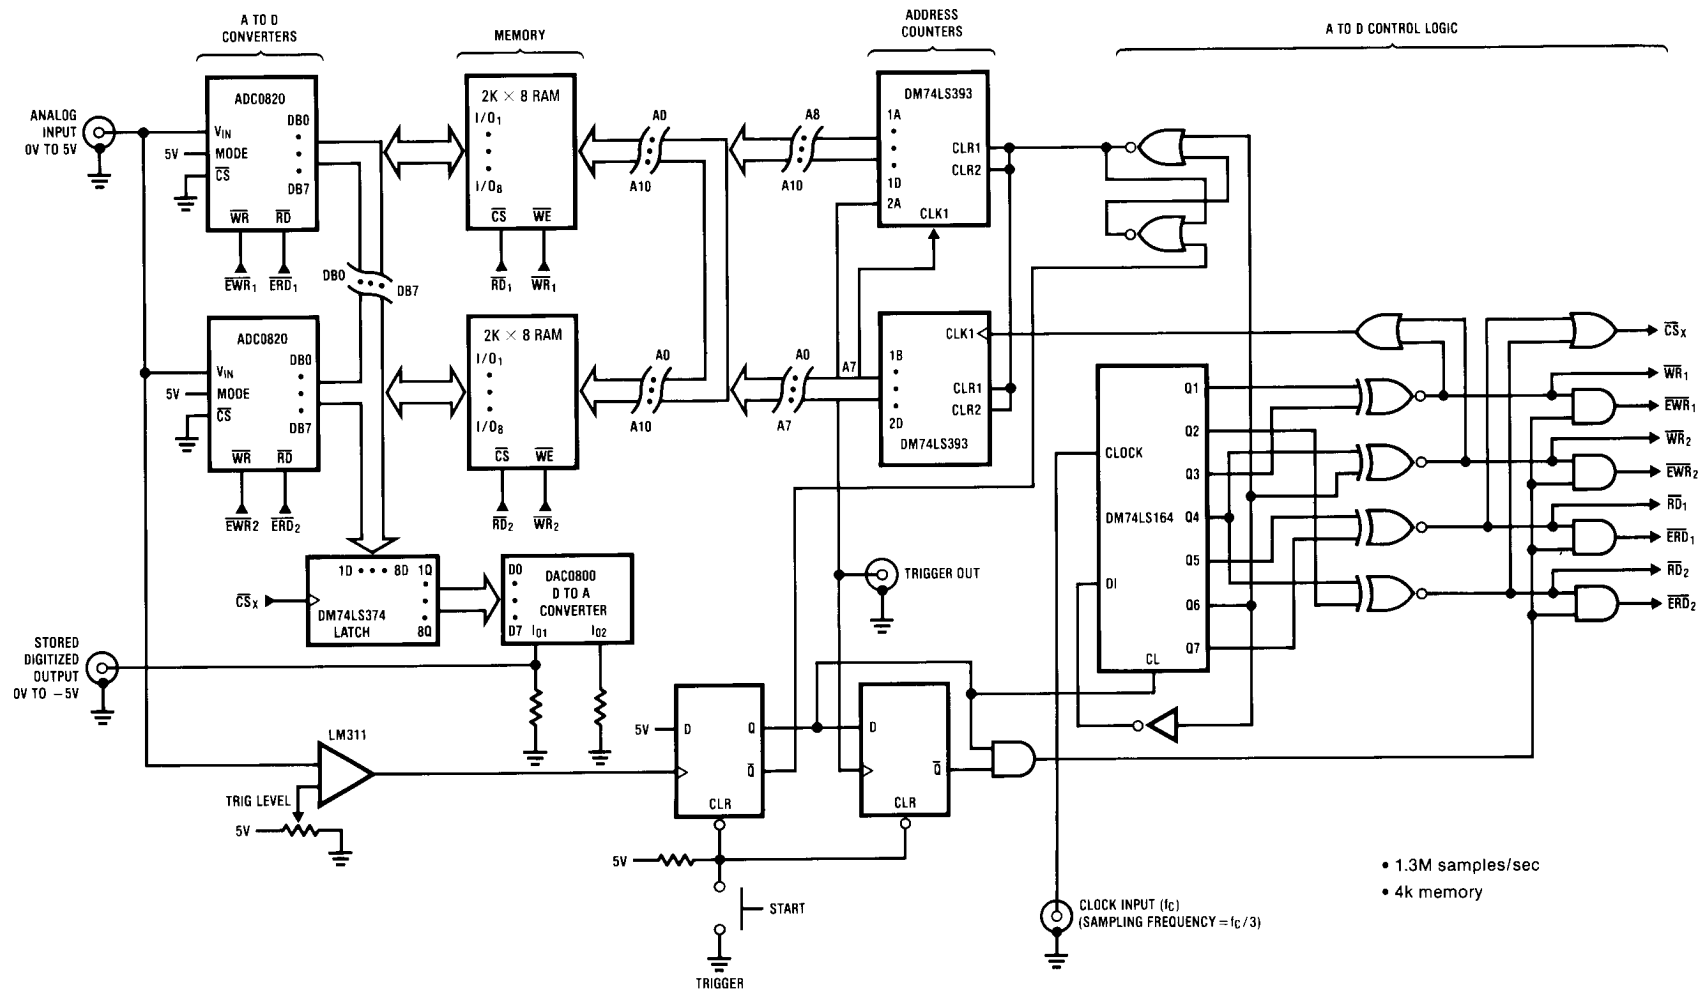 A TO D
CONVERTERS
MEMORY
ADDRESS
COUNTERS
A TO D CONTROL LOGIC
ANALOG
INPUT
0V TO 5V
ADC0820
VIN
5V
MODE
CS
DB0
DB7
WR
RD
EWR1
ERD1
2K × 8 RAM
I/O1
I/O8
CS
WE
RD1
WR1
A0
A10
A8
A10
DM74LS393
1A
1D
2A
CLR1
CLR2
CLK1
DB0
DB7
ADC0820
VIN
5V
MODE
CS
DB0
DB7
WR
RD
EWR2
ERD2
2K × 8 RAM
I/O1
I/O8
CS
WE
RD2
WR2
A0
A10
A0
A7
A7
CLK1
1B
2D
CLR1
CLR2
DM74LS393
CLOCK
DM74LS164
DI
CL
Q1
Q2
Q3
Q4
Q5
Q6
Q7
CSX
WR1
EWR1
WR2
EWR2
RD1
ERD1
RD2
ERD2
CSX
1D
8D
1Q
8Q
DM74LS374
LATCH
D0
D7
DAC0800
D TO A
CONVERTER
I01
I02
TRIGGER OUT
STORED
DIGITIZED
OUTPUT
0V TO −5V
LM311
TRIG LEVEL
5V
5V
D
Q
Q
CLR
D
Q
CLR
5V
START
TRIGGER
CLOCK INPUT (fC)
(SAMPLING FREQUENCY = fC/3)
• 1.3M samples/sec
• 4k memory